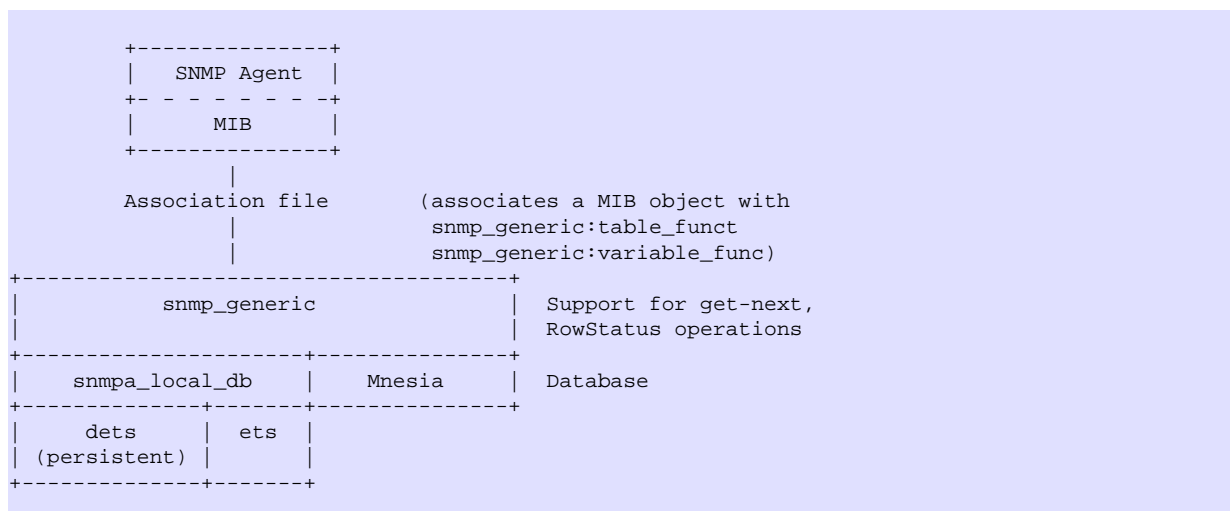 SNMP Agent
MIB
Association file (associates a MIB object with
snmp_generic:table_funct
snmp_generic:variable_func)
snmp_generic Support for get-next,
RowStatus operations
snmpa_local_db Mnesia Database
dets ets
(persistent)